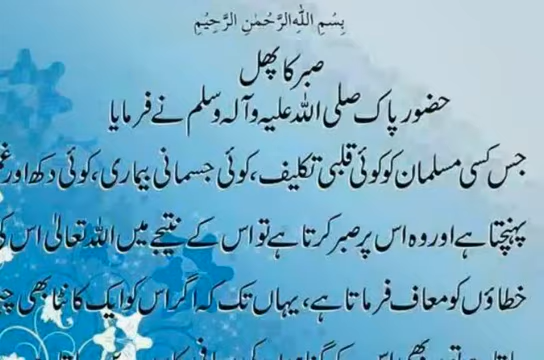 بِسْمِ اللهِ الرَّحْمٰنِ الرَّحِيْمِ
صبر کا پھل
حضور پاک صلی اللہ علیہ وآلہ وسلم نے فرمایا
جس کسی مسلمان کو کوئی قلبی تکلیف، کوئی جسمانی بیماری، کوئی دکھ اور
پہنچتا ہے اور وہ اس پر صبر کرتا ہے تو اس کے نتیجے میں اللہ تعالیٰ اس کی
خطاؤں کو معاف فرماتا ہے، یہاں تک کہ اگر اس کو ایک کانٹا بھی